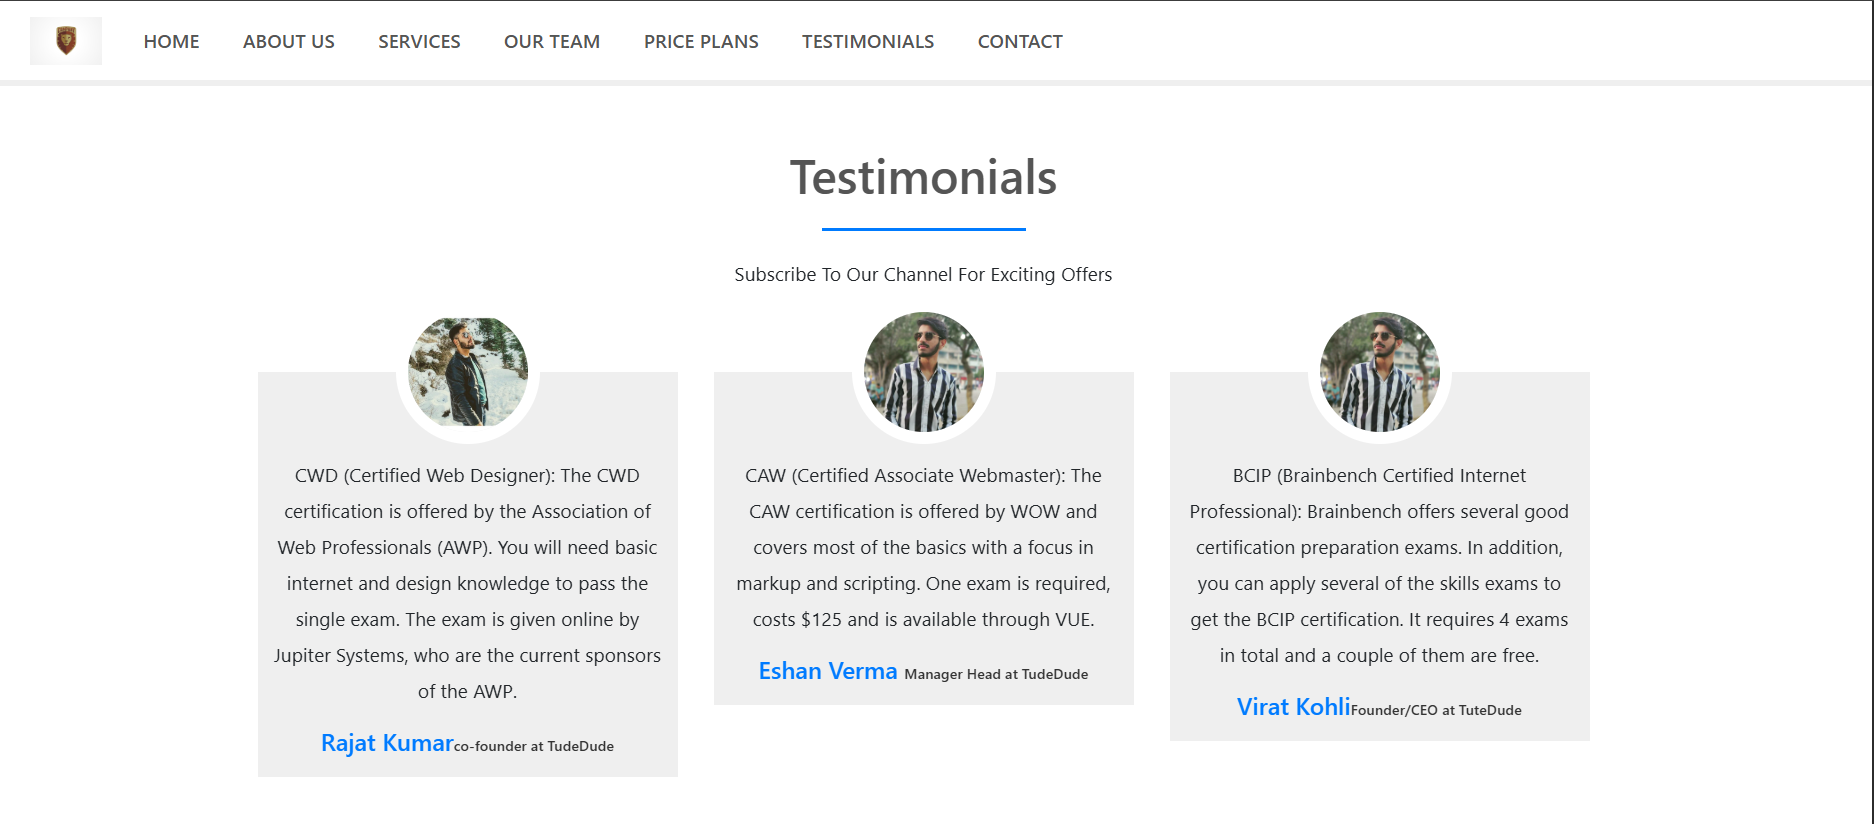 HOME ABOUT US SERVICES OUR TEAM PRICE PLANS TESTIMONIALS CONTACT
Testimonials
Subscribe To Our Channel For Exciting Offers
CWD (Certified Web Designer): The CWD
certification is offered by the Association of
Web Professionals (AWP). You will need basic
internet and design knowledge to pass the
single exam. The exam is given online by
Jupiter Systems, who are the current sponsors
of the AWP.
Rajat Kumarco-founder at TudeDude
CAW (Certified Associate Webmaster): The
CAW certification is offered by WOW and
covers most of the basics with a focus in
markup and scripting. One exam is required,
costs $125 and is available through VUE.
Eshan Verma Manager Head at TudeDude
BCIP (Brainbench Certified Internet
Professional): Brainbench offers several good
certification preparation exams. In addition,
you can apply several of the skills exams to
get the BCIP certification. It requires 4 exams
in total and a couple of them are free.
Virat KohliFounder/CEO at TuteDude